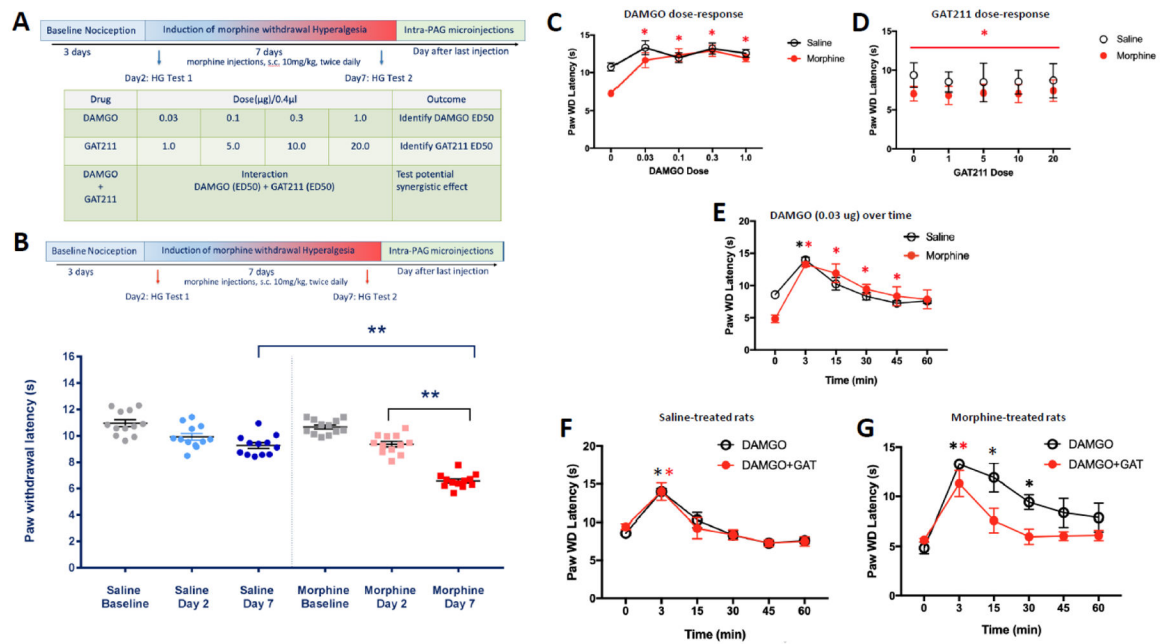 A
Baseline Nociception
Induction of morphine withdrawal Hyperalgesia
Intra-PAG microinjections
3 days
7 days
Day after last injection
morphine injections, s.c. 10mg/kg, twice daily
Day2: HG Test 1
Day7: HG Test 2
Drug
Dose(µg)/0.4µl
Outcome
DAMGO
0.03
0.1
0.3
1.0
Identify DAMGO ED50
GAT211
1.0
5.0
10.0
20.0
Identify GAT211 ED50
DAMGO
+
GAT211
Interaction
DAMGO (ED50) + GAT211 (ED50)
Test potential
synergistic effect
B
Baseline Nociception
Induction of morphine withdrawal Hyperalgesia
Intra-PAG microinjections
3 days
7 days
Day after last injection
morphine injections, s.c. 10mg/kg, twice daily
Day2: HG Test 1
Day7: HG Test 2
Paw withdrawal latency (s)
16
14
12
10
8
6
4
2
0
**
**
Saline
Baseline
Saline
Day 2
Saline
Day 7
Morphine
Baseline
Morphine
Day 2
Morphine
Day 7
C
DAMGO dose-response
Paw WD Latency (s)
20
15
10
5
0
* * * *
Saline
Morphine
0 0.03 0.1 0.3 1.0
DAMGO Dose
D
GAT211 dose-response
Paw WD Latency (s)
20
15
10
5
0
*
Saline
Morphine
0 1 5 10 20
GAT211 Dose
E
DAMGO (0.03 ug) over time
Paw WD Latency (s)
20
15
10
5
0
* * * * *
Saline
Morphine
0 3 15 30 45 60
Time (min)
F
Saline-treated rats
Paw WD Latency (s)
20
15
10
5
0
* *
DAMGO
DAMGO+GAT
0 3 15 30 45 60
Time (min)
G
Morphine-treated rats
Paw WD Latency (s)
15
10
5
0
* * * *
DAMGO
DAMGO+GAT
0 3 15 30 45 60
Time (min)